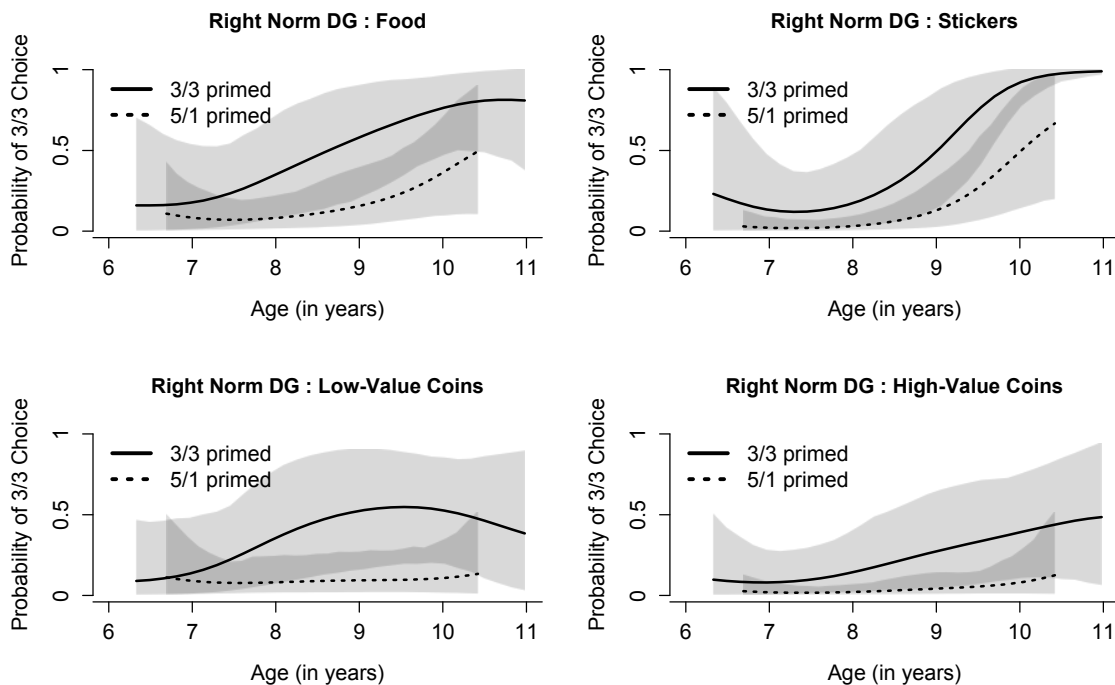 Right Norm DG : Food
Probability of 3/3 Choice
1
0.5
0
3/3 primed
5/1 primed
6 7 8 9 10 11
Age (in years)
Right Norm DG : Stickers
Probability of 3/3 Choice
1
0.5
0
3/3 primed
5/1 primed
6 7 8 9 10 11
Age (in years)
Right Norm DG : Low-Value Coins
Probability of 3/3 Choice
1
0.5
0
3/3 primed
5/1 primed
6 7 8 9 10 11
Age (in years)
Right Norm DG : High-Value Coins
Probability of 3/3 Choice
1
0.5
0
3/3 primed
5/1 primed
6 7 8 9 10 11
Age (in years)